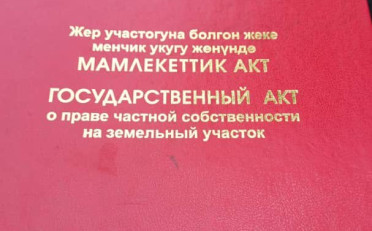 Жер участогуна болгон жеке
менчик укугу жөнүндө
МАМЛЕКЕТТИК АКТ
ГОСУДАРСТВЕННЫЙ АКТ
о праве частной собственности
на земельный участок